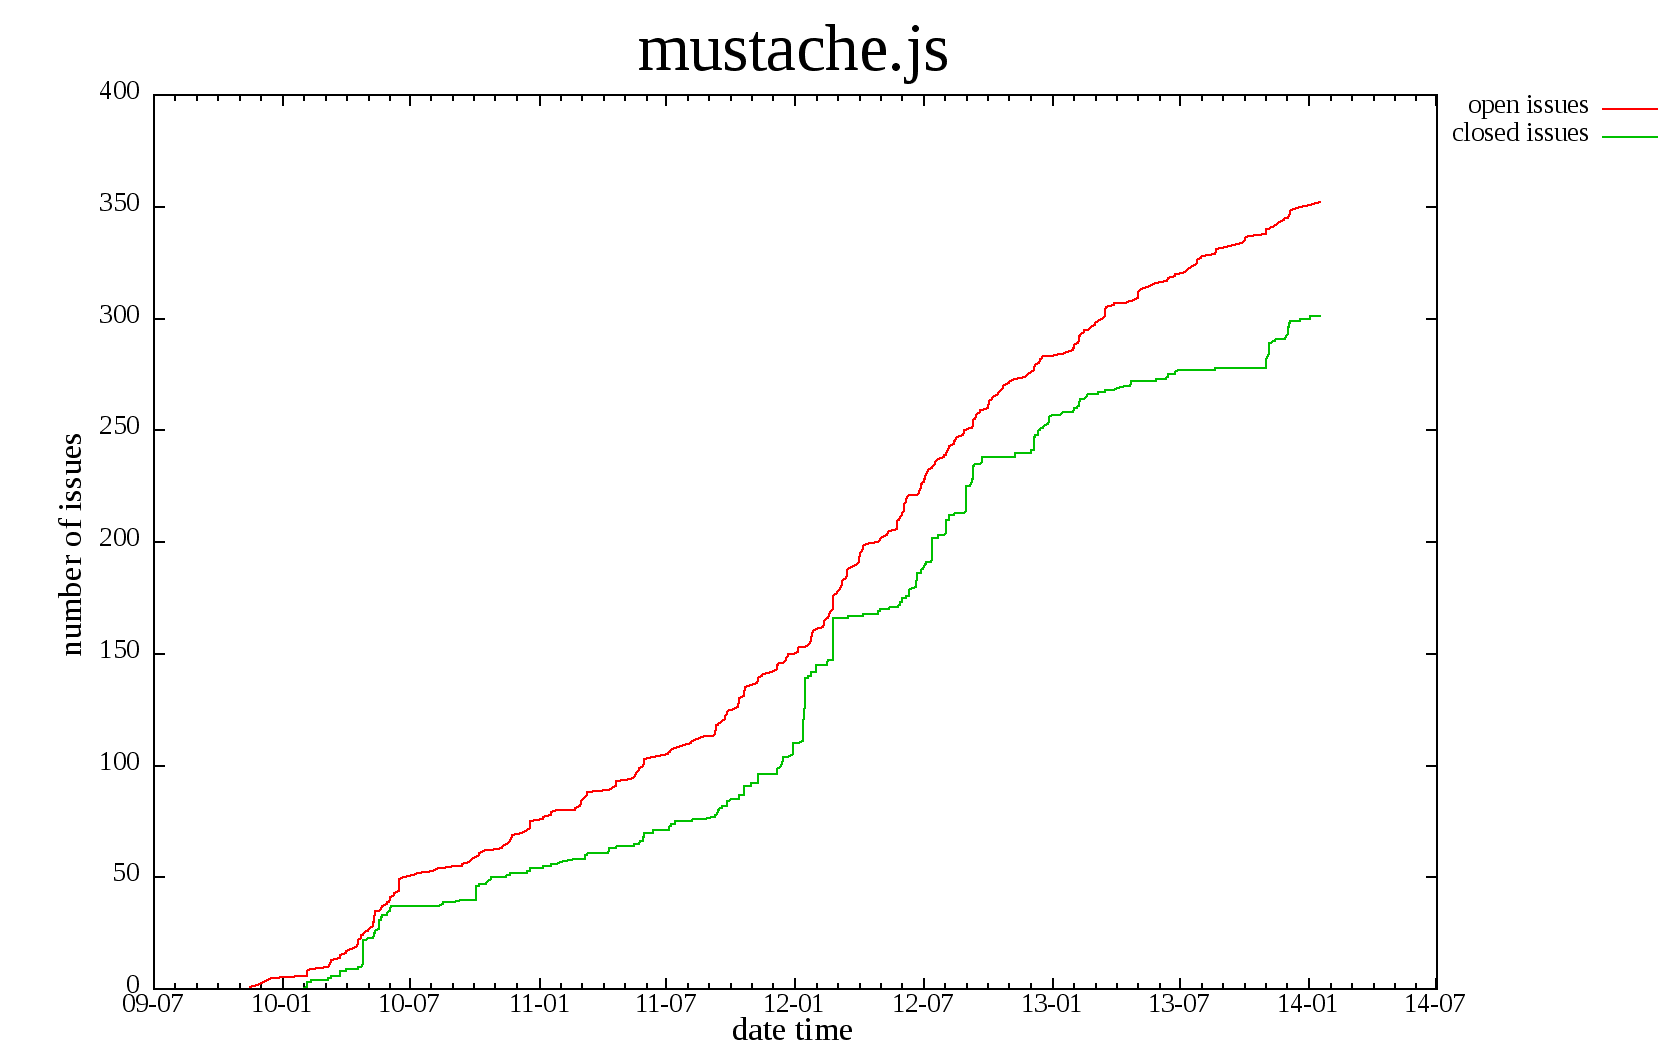 mustache.js
open issues
closed issues
400
350
300
250
200
150
100
50
0
number of issues
09-07 10-01 10-07 11-01 11-07 12-01 12-07 13-01 13-07 14-01 14-07
date time